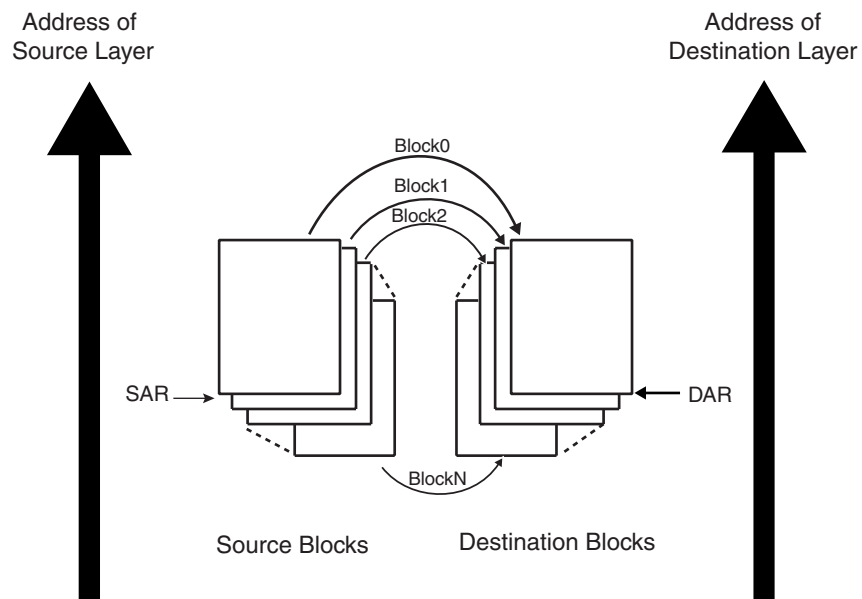 Address of
Source Layer
Address of
Destination Layer
Block0
Block1
Block2
SAR
DAR
BlockN
Source Blocks
Destination Blocks